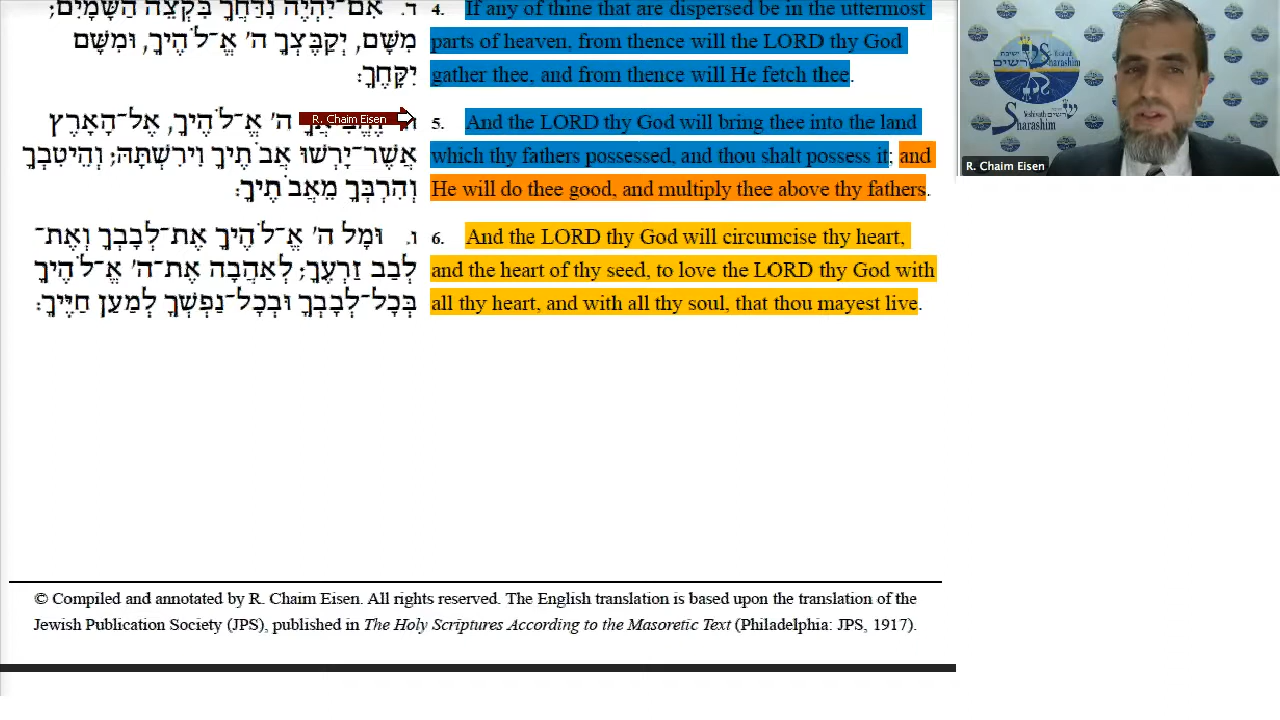 ד. אִם־יִהְיֶה נִדַּחֲךָ בִּקְצֵה הַשָּׁמָיִם;
מִשָּׁם, יְקַבֶּצְךָ ה' אֱ־לֹהֶיךָ, וּמִשָּׁם
יִקָּחֶךָ:
4. If any of thine that are dispersed be in the uttermost
parts of heaven, from thence will the LORD thy God
gather thee, and from thence will He fetch thee.
R. Chaim Eisen
ה' אֱ־לֹהֶיךָ, אֶל־הָאָרֶץ
אֲשֶׁר־יָרְשׁוּ אֲבֹתֶיךָ וִירִשְׁתָּהּ; וְהֵיטִבְךָ
וְהִרְבְּךָ מֵאֲבֹתֶיךָ:
5. And the LORD thy God will bring thee into the land
which thy fathers possessed, and thou shalt possess it; and
He will do thee good, and multiply thee above thy fathers.
ו. וּמָל ה' אֱ־לֹהֶיךָ אֶת־לְבָבְךָ וְאֶת־
לְבַב זַרְעֶךָ; לְאַהֲבָה אֶת־ה' אֱ־לֹהֶיךָ
בְּכָל־לְבָבְךָ וּבְכָל־נַפְשְׁךָ לְמַעַן חַיֶּיךָ:
6. And the LORD thy God will circumcise thy heart,
and the heart of thy seed, to love the LORD thy God with
all thy heart, and with all thy soul, that thou mayest live.
© Compiled and annotated by R. Chaim Eisen. All rights reserved. The English translation is based upon the translation of the
Jewish Publication Society (JPS), published in The Holy Scriptures According to the Masoretic Text (Philadelphia: JPS, 1917).
ישיבת
שרשים
Yeshivath
Sharashim
Yeshivath
Sharashim
R. Chaim Eisen